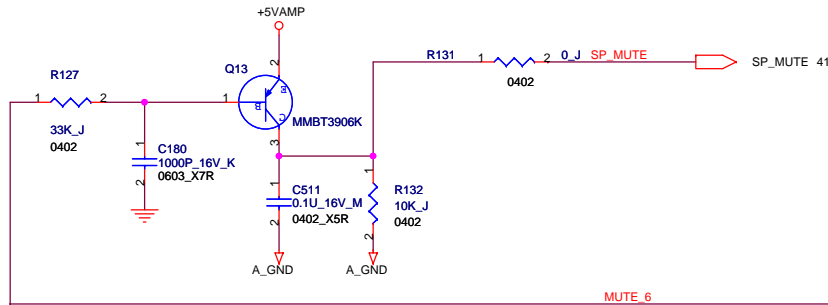 +5VAMP
R131
1
2
0_J
SP_MUTE
SP_MUTE 41
0402
R127
Q13
2
1
2
1
E
B
C
33K_J
0402
MMBT3906K
3
1
C180
1000P_16V_K
0603_X7R
2
1
C511
0.1U_16V_M
0402_X5R
2
1
R132
10K_J
0402
2
A_GND
A_GND
MUTE_6